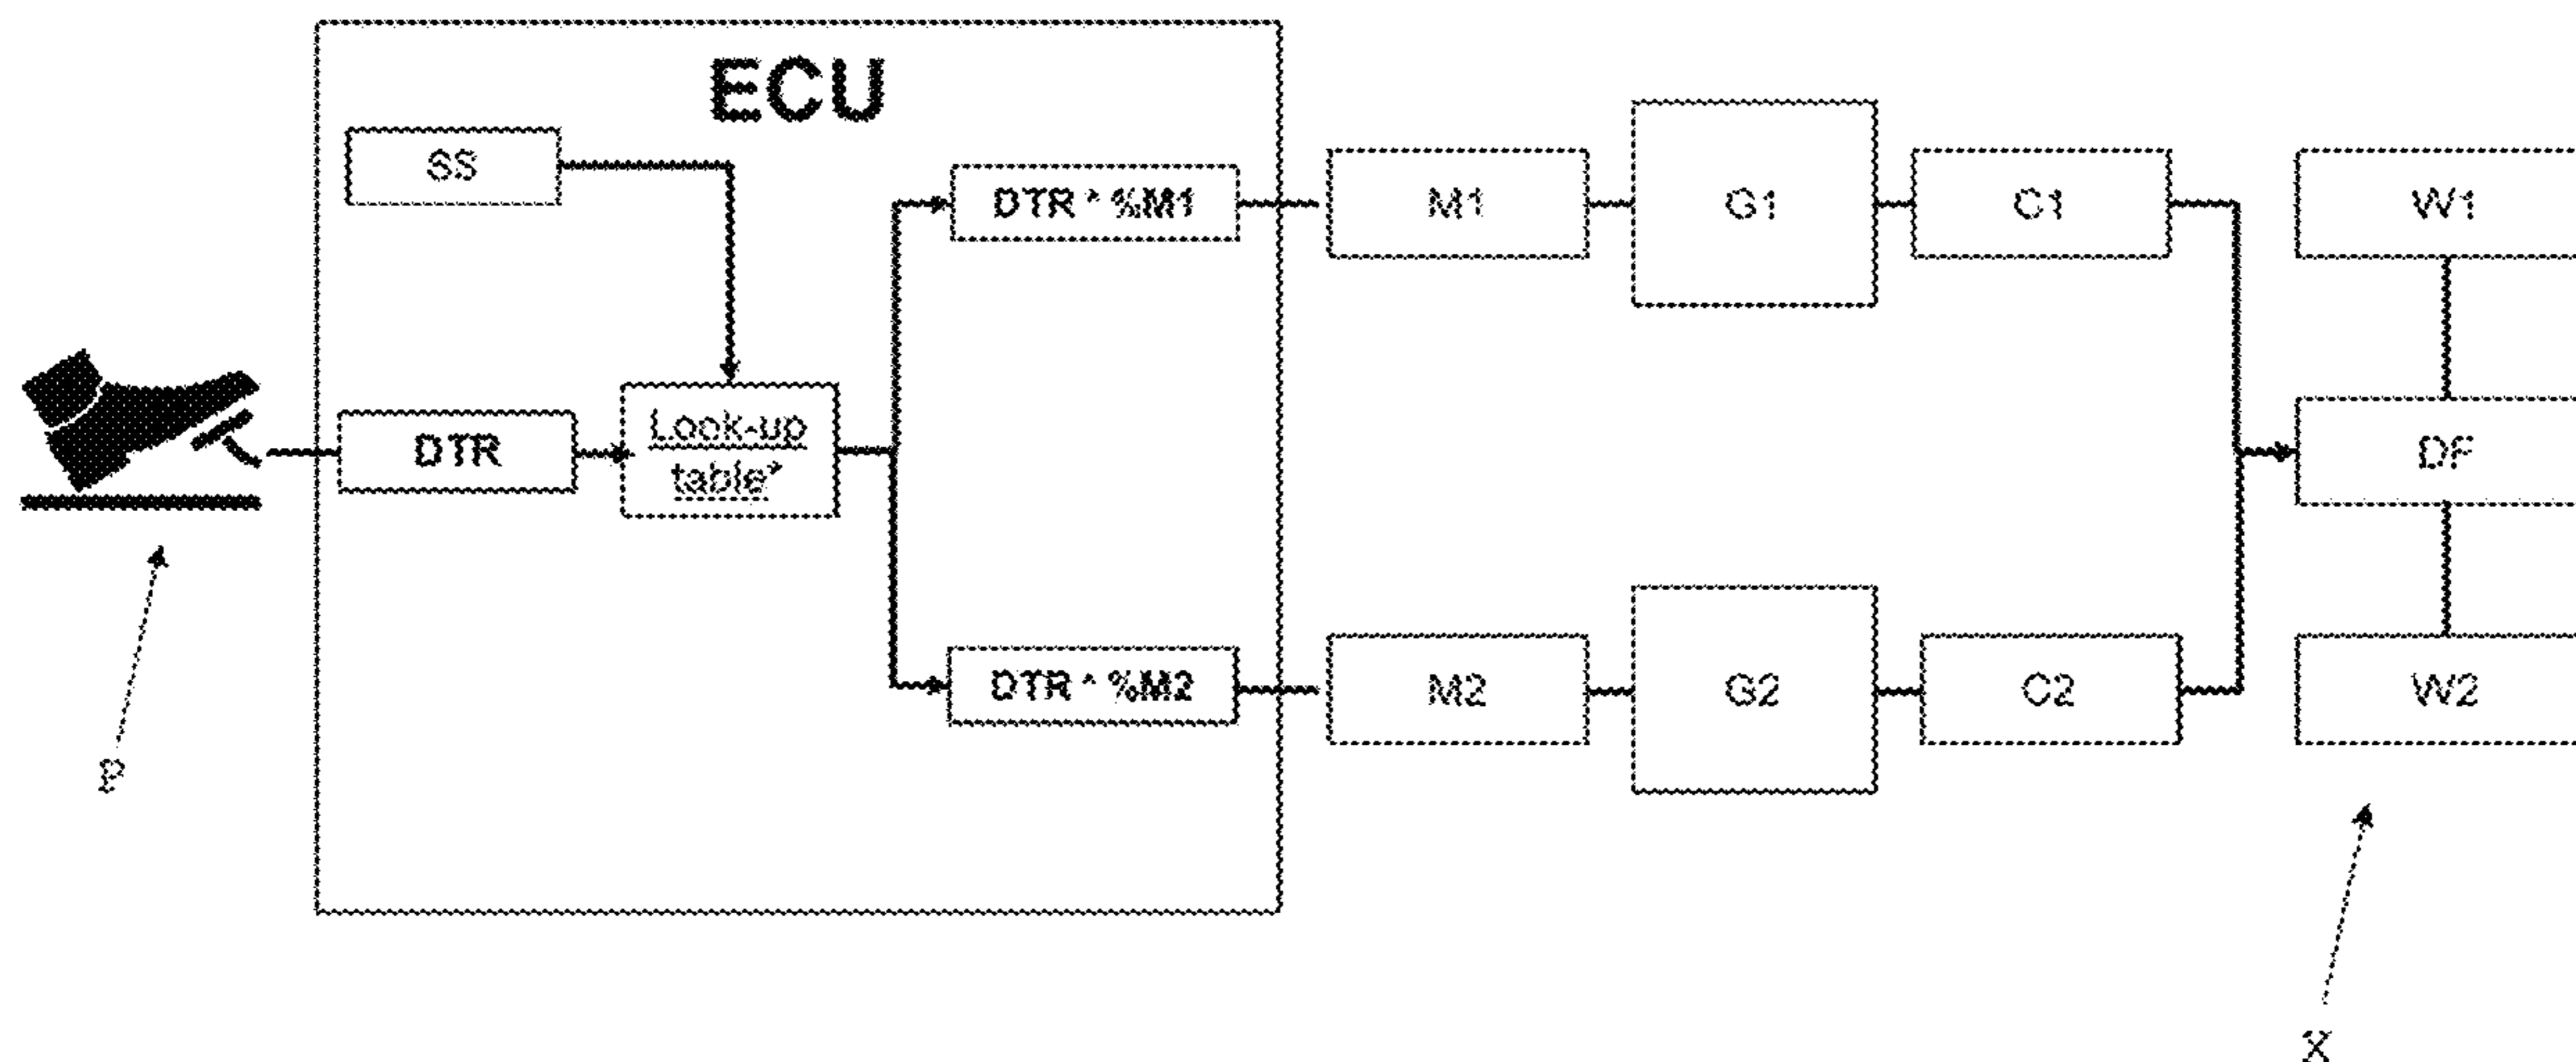 ECU
SS
DTR * %M1
M1
G1
C1
W1
DTR
Look-up
table*
DF
DTR * %M2
M2
G2
C2
W2
P
X